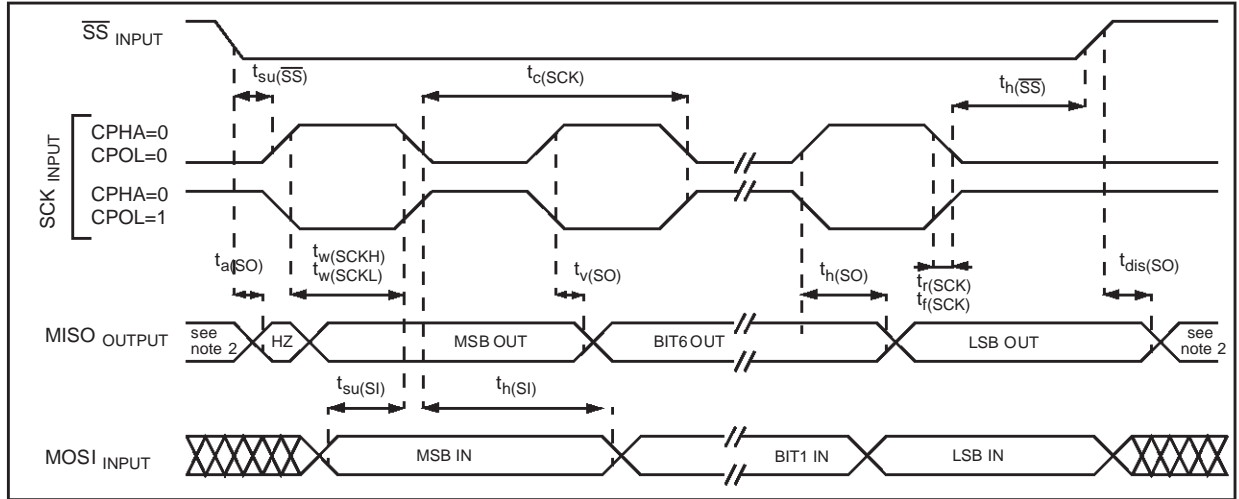 SS INPUT
tsu(SS)
tc(SCK)
th(SS)
SCK INPUT
CPHA=0
CPOL=0
CPHA=0
CPOL=1
ta(SO)
tw(SCKH)
tw(SCKL)
tv(SO)
th(SO)
tr(SCK)
tf(SCK)
tdis(SO)
MISO OUTPUT
see
note 2
HZ
MSB OUT
BIT6 OUT
LSB OUT
see
note 2
tsu(SI)
th(SI)
MOSI INPUT
MSB IN
BIT1 IN
LSB IN